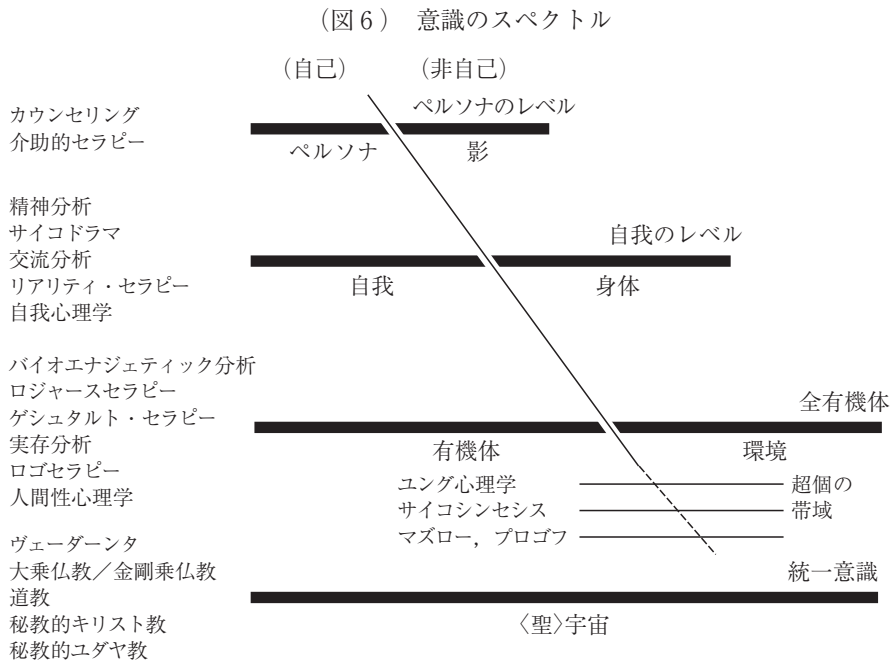 （図６） 意識のスペクトル
（自己） （非自己）
カウンセリング
介助的セラピー
ペルソナのレベル
ペルソナ 影
精神分析
サイコドラマ
交流分析
リアリティ・セラピー
自我心理学
自我のレベル
自我 身体
バイオエナジェティック分析
ロジャースセラピー
ゲシュタルト・セラピー
実存分析
ロゴセラピー
人間性心理学
全有機体
有機体 環境
ユング心理学
サイコシンセシス
マズロー，プロゴフ
超個の
帯域
ヴェーダーンタ
大乗仏教／金剛乗仏教
道教
秘教的キリスト教
秘教的ユダヤ教
統一意識
〈聖〉宇宙